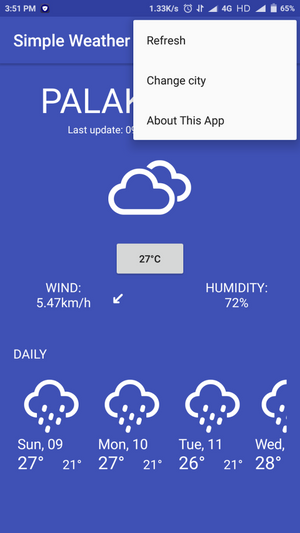 3:51 PM 1.33K/s 4G HD 65%
Simple Weather
Refresh
Change city
About This App
Last update:
27°C
WIND: HUMIDITY:
5.47km/h 72%
DAILY
Sun, 09 Mon, 10 Tue, 11 Wed,
27° 21° 27° 21° 26° 21° 28°